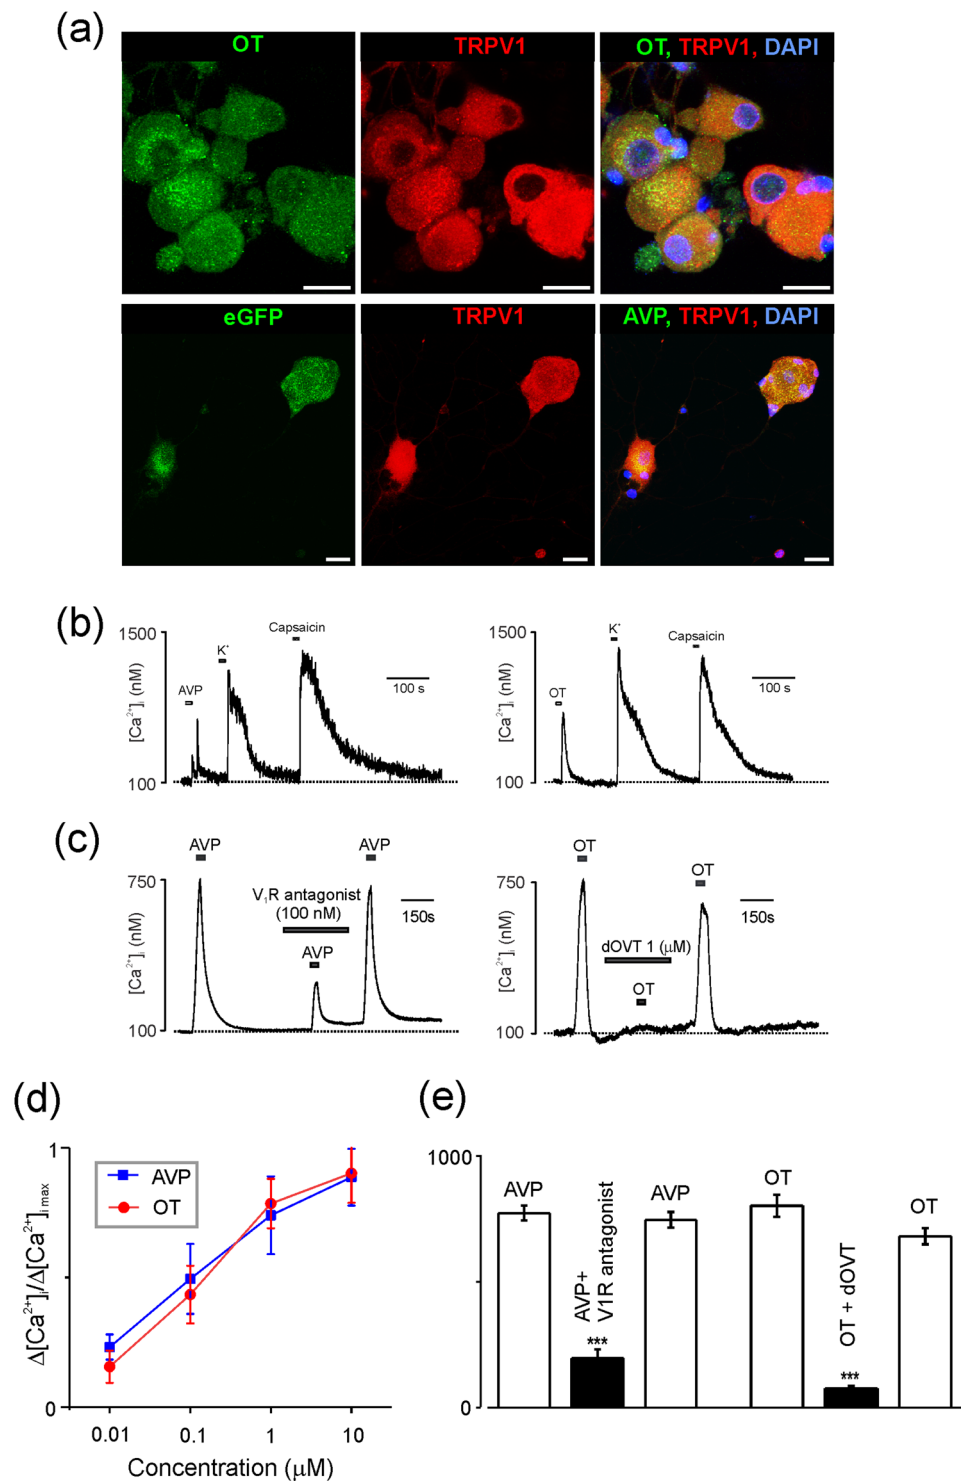 (a)
OT
TRPV1
OT, TRPV1, DAPI
eGFP
TRPV1
AVP, TRPV1, DAPI
(b)
1500
[Ca²⁺]ᵢ (nM)
100
AVP
K⁺
Capsaicin
100 s
1500
[Ca²⁺]ᵢ (nM)
100
OT
K⁺
Capsaicin
100 s
(c)
750
[Ca²⁺]ᵢ (nM)
100
AVP
V₁R antagonist
(100 nM)
AVP
AVP
150s
750
[Ca²⁺]ᵢ (nM)
100
OT
dOVT 1 (μM)
OT
OT
150s
(d)
1
Δ[Ca²⁺]ᵢ/Δ[Ca²⁺]ᵢ max
0
AVP
OT
0.01 0.1 1 10
Concentration (μM)
(e)
1000
0
AVP
AVP+
V1R antagonist
***
AVP
OT
OT + dOVT
***
OT